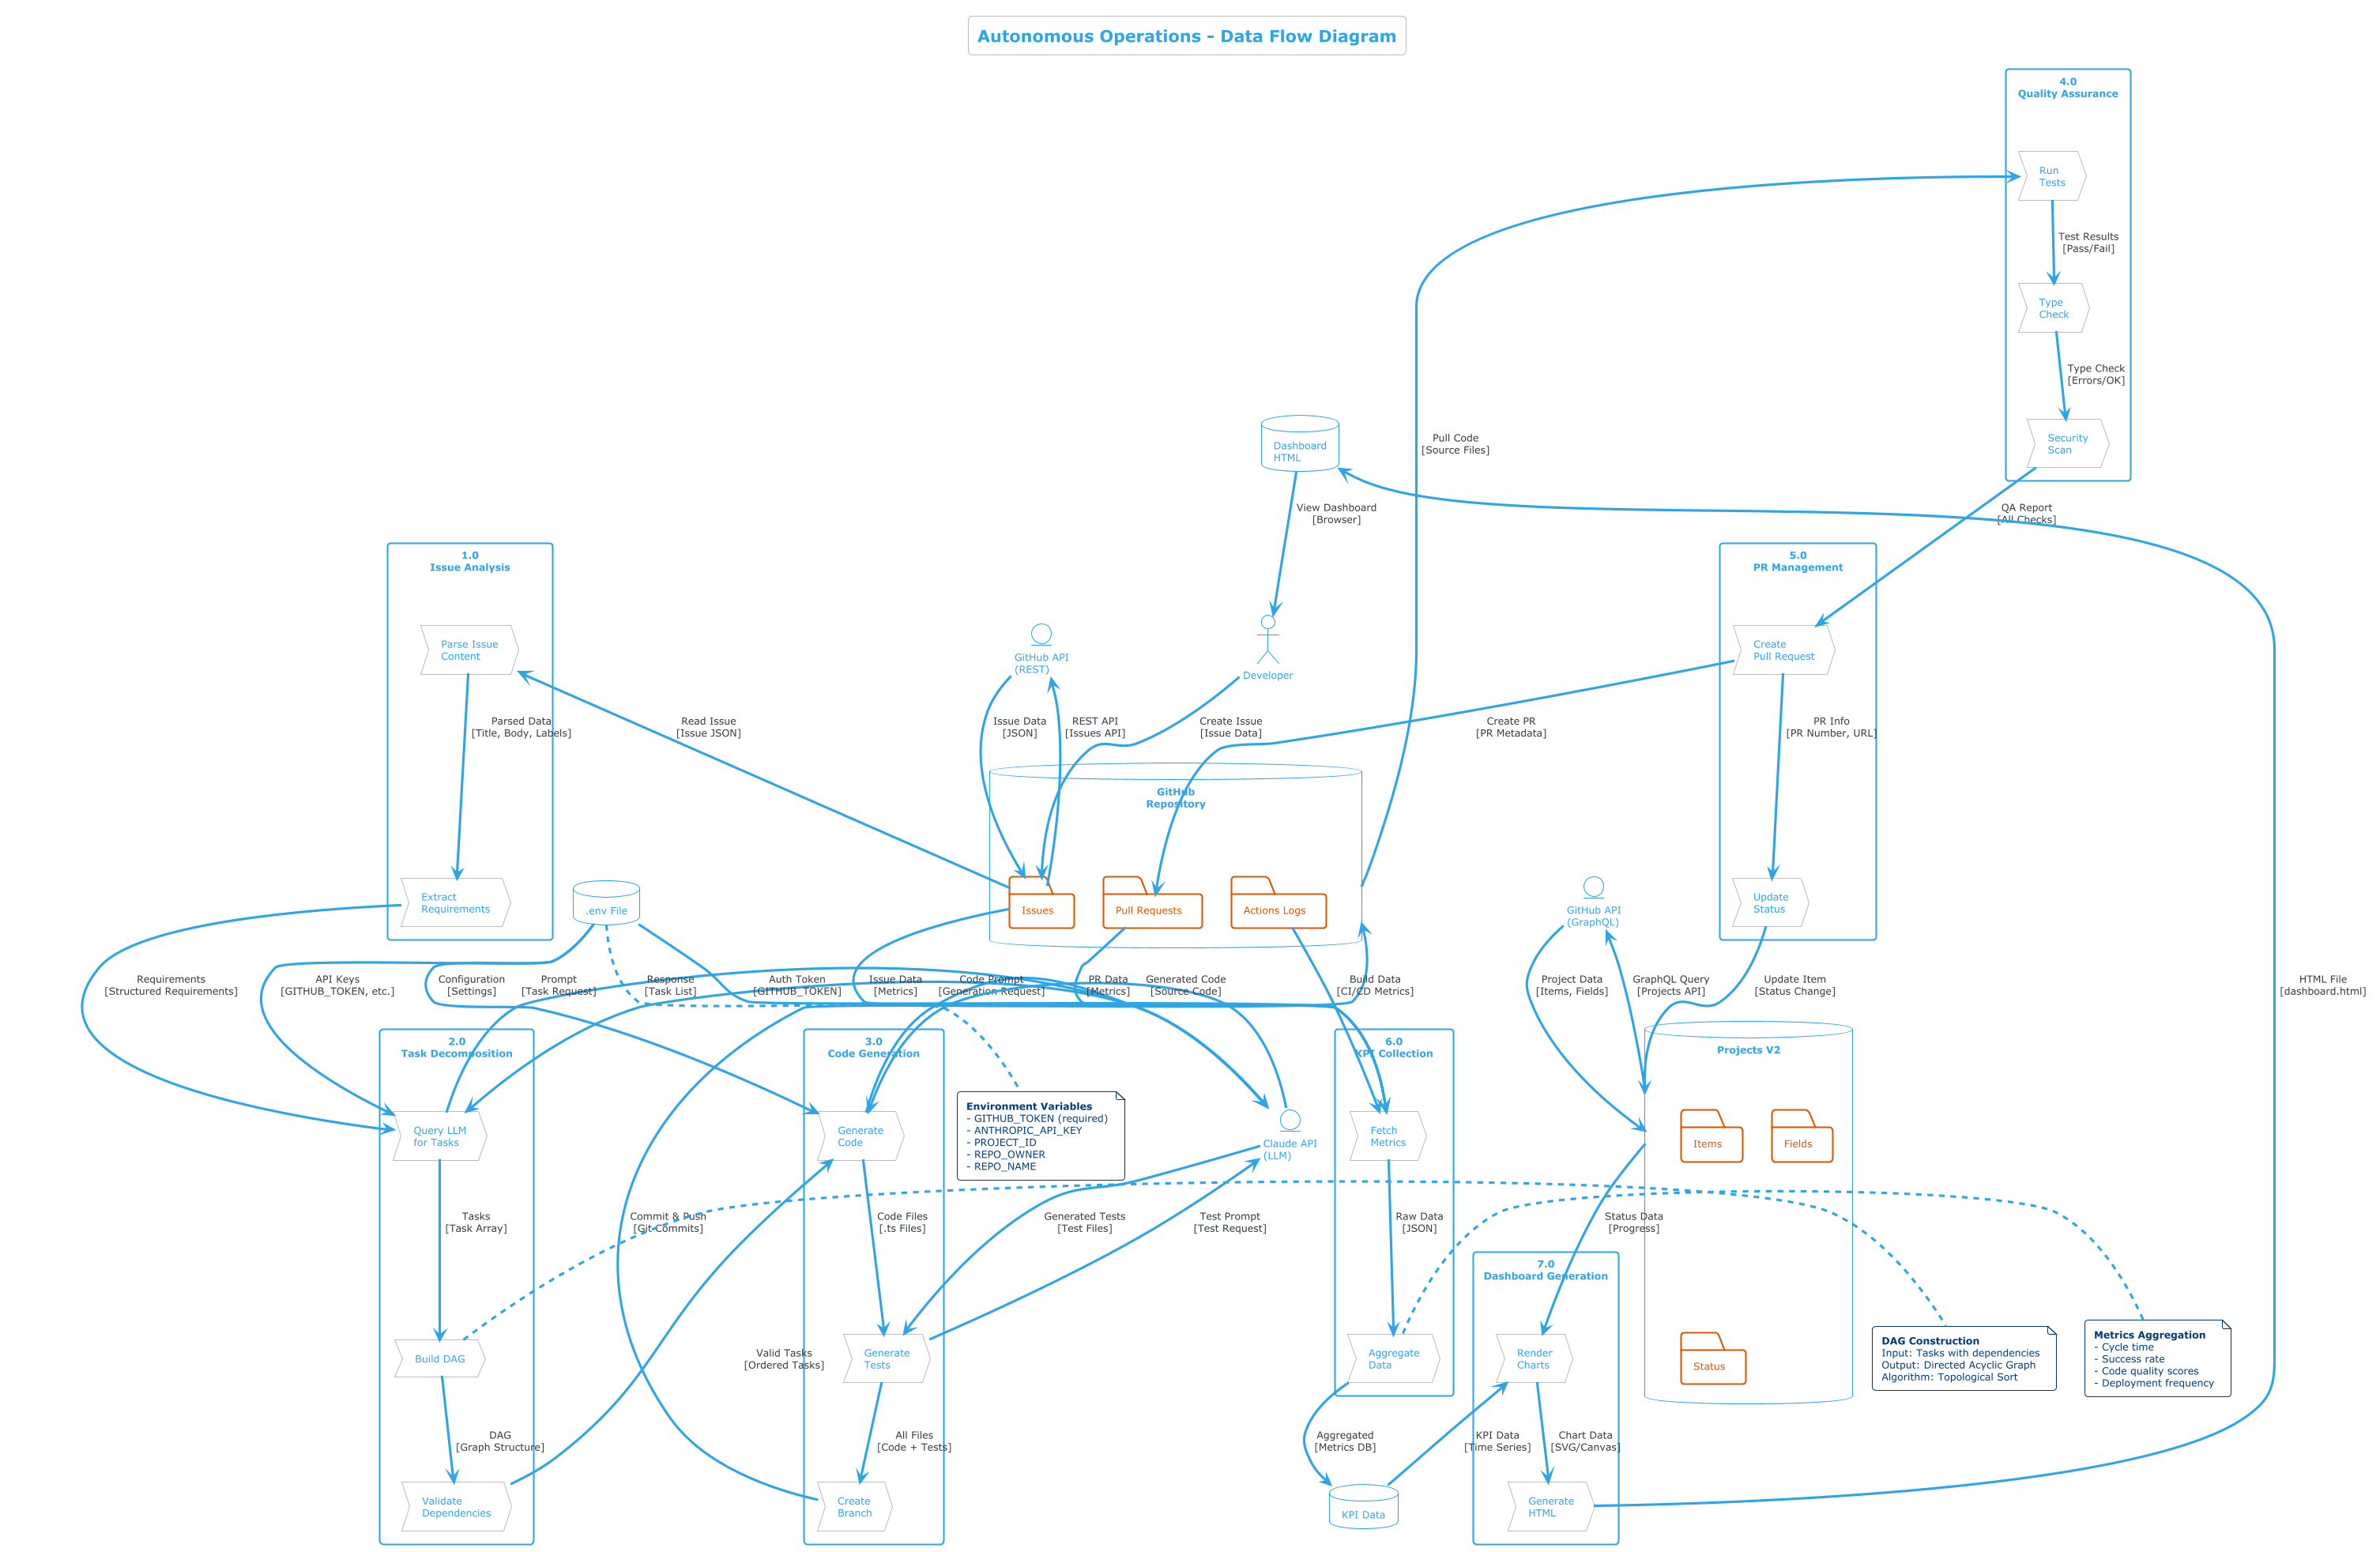 Autonomous Operations - Data Flow Diagram
4.0
Quality Assurance
Run
Tests
Test Results
[Pass/Fail]
Type
Check
Type Check
[Errors/OK]
Security
Scan
Dashboard
HTML
Pull Code
[Source Files]
View Dashboard
[Browser]
QA Report
[All Checks]
1.0
Issue Analysis
5.0
PR Management
Parse Issue
Content
GitHub API
(REST)
Developer
Create
Pull Request
Parsed Data
[Title, Body, Labels]
Read Issue
[Issue JSON]
Issue Data
[JSON]
REST API
[Issues API]
Create Issue
[Issue Data]
Create PR
[PR Metadata]
PR Info
[PR Number, URL]
GitHub
Repository
Extract
Requirements
.env File
Issues
Pull Requests
Actions Logs
GitHub API
(GraphQL)
Update
Status
Requirements
[Structured Requirements]
API Keys
[GITHUB_TOKEN, etc.]
Configuration
[Settings]
Prompt
[Task Request]
Response
[Task List]
Auth Token
[GITHUB_TOKEN]
Issue Data
[Metrics]
Code Prompt
[Generation Request]
PR Data
[Metrics]
Generated Code
[Source Code]
Build Data
[CI/CD Metrics]
Project Data
[Items, Fields]
GraphQL Query
[Projects API]
Update Item
[Status Change]
HTML File
[dashboard.html]
2.0
Task Decomposition
3.0
Code Generation
6.0
KPI Collection
Projects V2
Query LLM
for Tasks
Generate
Code
Environment Variables
- GITHUB_TOKEN (required)
- ANTHROPIC_API_KEY
- PROJECT_ID
- REPO_OWNER
- REPO_NAME
Claude API
(LLM)
Fetch
Metrics
Items
Fields
Tasks
[Task Array]
Commit & Push
[Git Commits]
Code Files
[.ts Files]
Generated Tests
[Test Files]
Test Prompt
[Test Request]
Raw Data
[JSON]
Status Data
[Progress]
7.0
Dashboard Generation
Build DAG
Valid Tasks
[Ordered Tasks]
Generate
Tests
Aggregate
Data
Render
Charts
Status
DAG Construction
Input: Tasks with dependencies
Output: Directed Acyclic Graph
Algorithm: Topological Sort
Metrics Aggregation
- Cycle time
- Success rate
- Code quality scores
- Deployment frequency
DAG
[Graph Structure]
All Files
[Code + Tests]
Aggregated
[Metrics DB]
KPI Data
[Time Series]
Chart Data
[SVG/Canvas]
Validate
Dependencies
Create
Branch
KPI Data
Generate
HTML